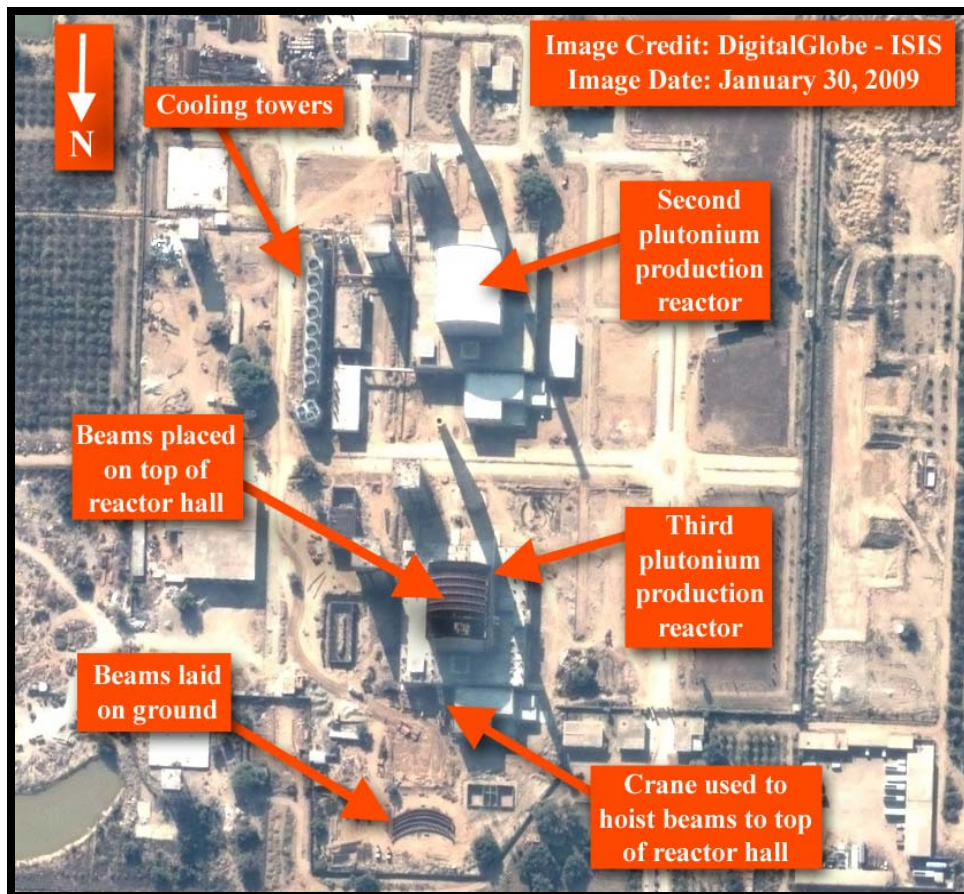 Image Credit: DigitalGlobe - ISIS
Image Date: January 30, 2009
N
Cooling towers
Second
plutonium
production
reactor
Beams placed
on top of
reactor hall
Third
plutonium
production
reactor
Beams laid
on ground
Crane used to
hoist beams to top
of reactor hall